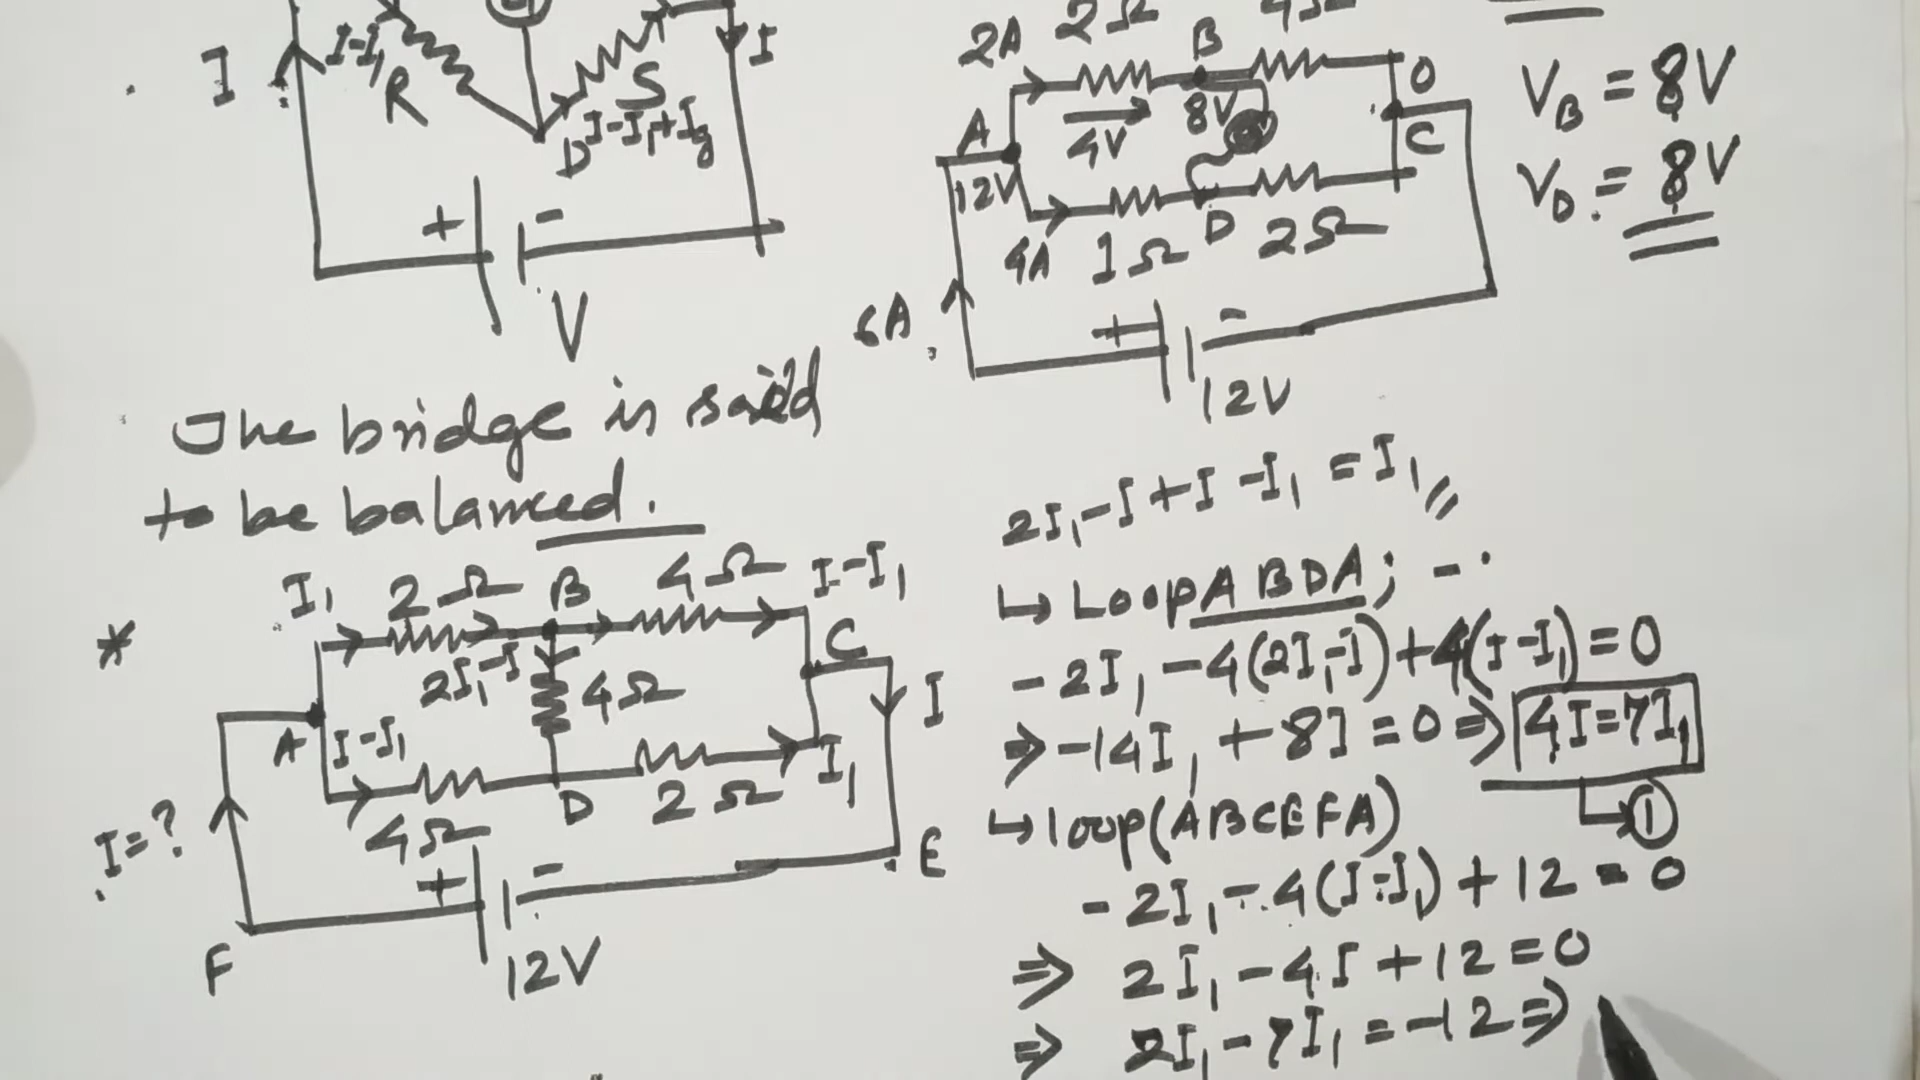 I
I-I₁
R
S
I
D
I-I₁+Ig
+
-
V
2A
2Ω
B
4Ω
8V
4V
A
12V
0
C
4A
1Ω
D
2Ω
6A
+
-
12V
V_B = 8V
V_D = 8V
The bridge is said
to be balanced.
*
I₁
2Ω
B
4Ω
I-I₁
2I₁-I
4Ω
C
I
A
I-I₁
4Ω
D
2Ω
I₁
I=?
+
-
12V
E
F
2I₁-I+I-I₁ = I₁
↳ Loop A B D A; -
-2I₁ -4(2I₁-I)+4(I-I₁)=0
⇒ -14I₁ + 8I = 0 ⇒ 4I=7I₁
①
↳ loop(ABCEFA)
-2I₁ - 4(I-I₁) + 12 = 0
⇒ 2I₁ - 4I + 12 = 0
⇒ 2I₁ - 7I₁ = -12 ⇒